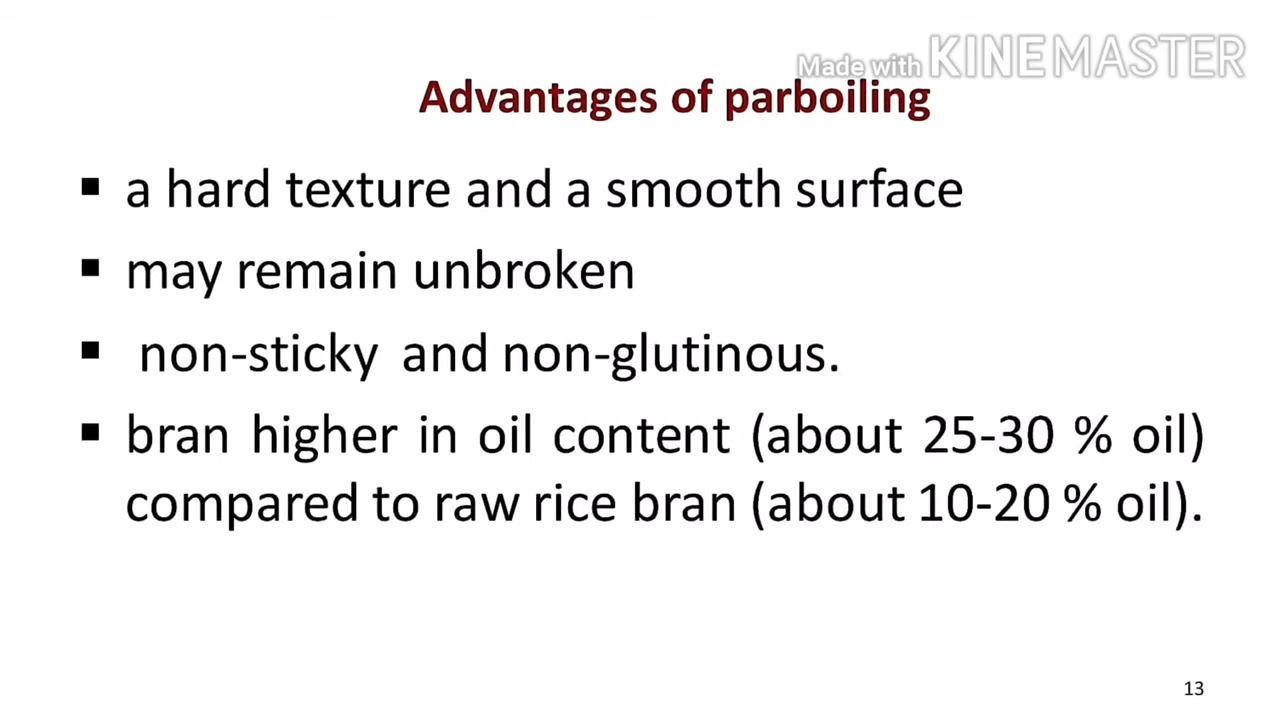 Made with KINEMASTER
Advantages of parboiling
▪ a hard texture and a smooth surface
▪ may remain unbroken
▪ non-sticky and non-glutinous.
▪ bran higher in oil content (about 25-30 % oil)
compared to raw rice bran (about 10-20 % oil).
13